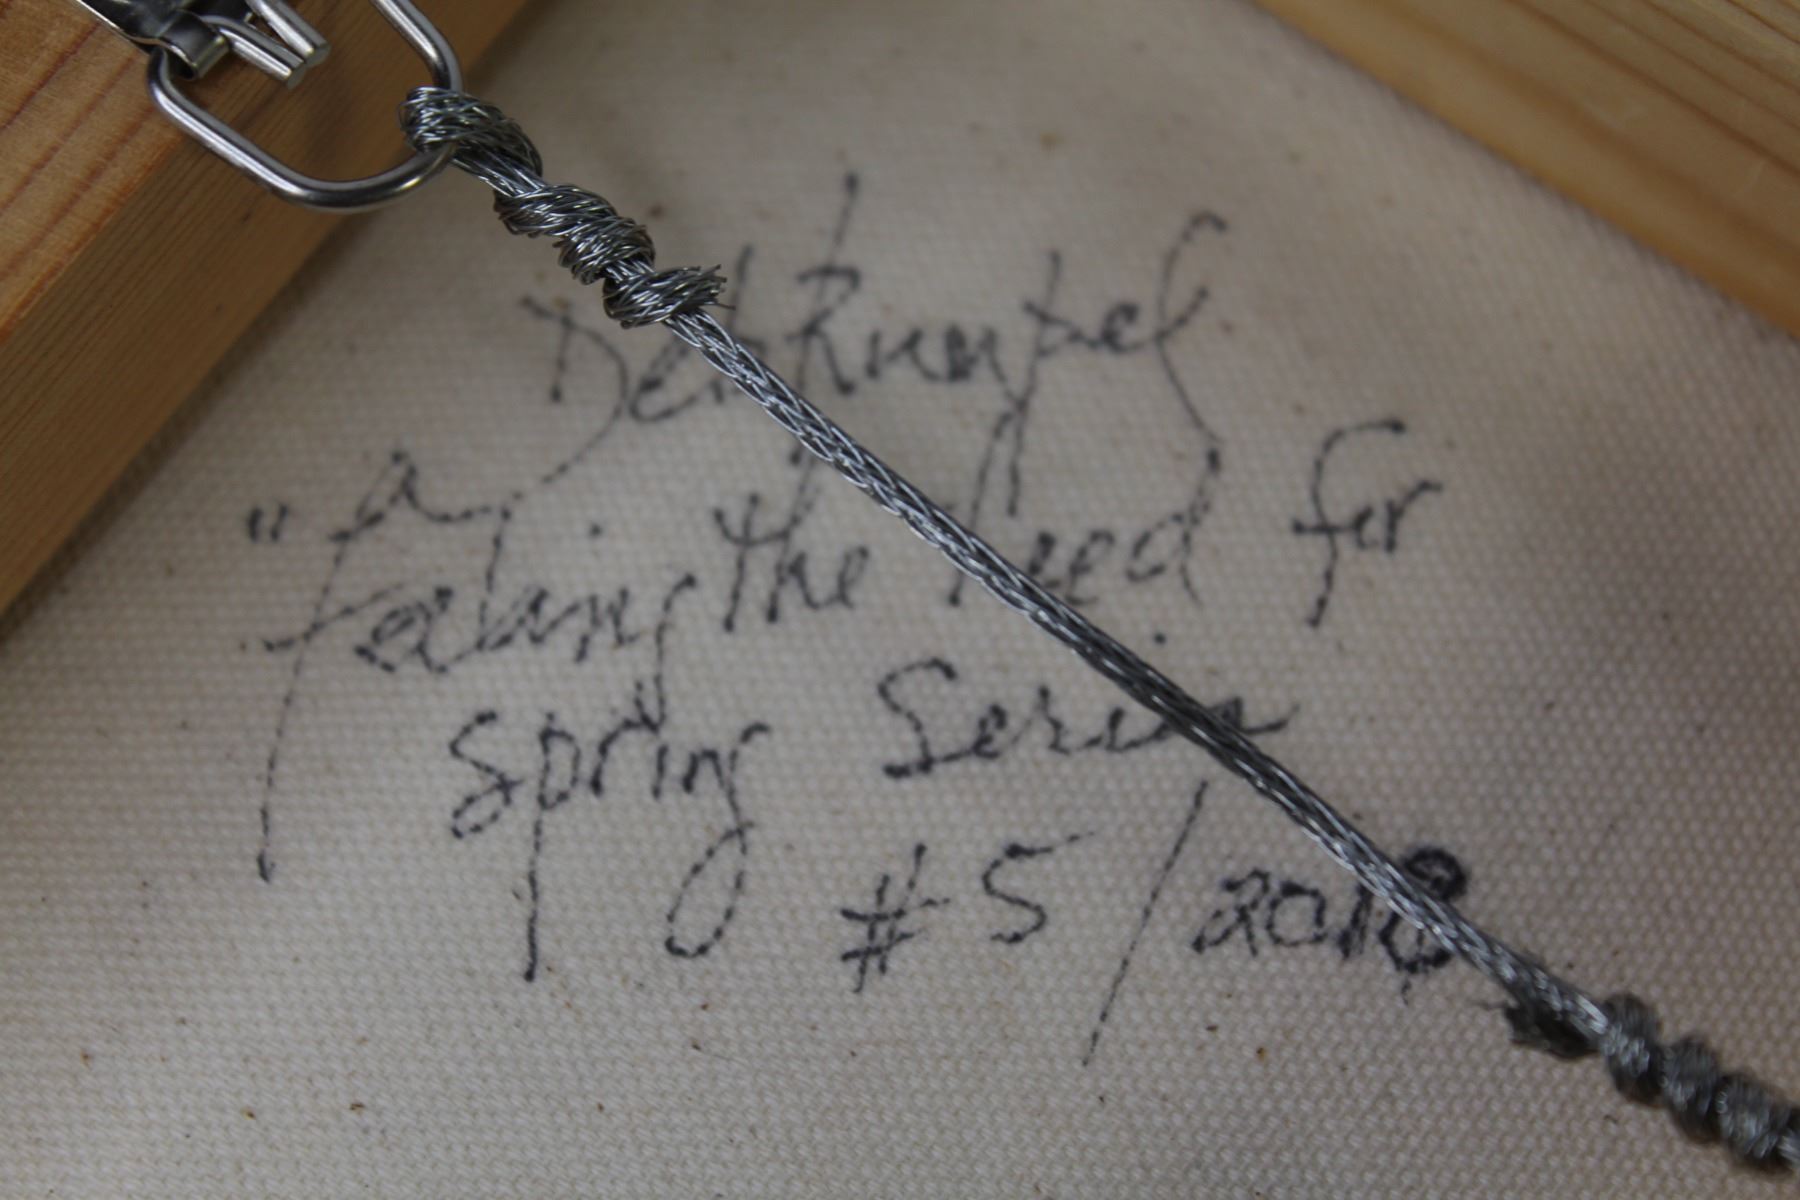 Deb Rumpel
"a
feeling the need for
Spring Series
#5/2018